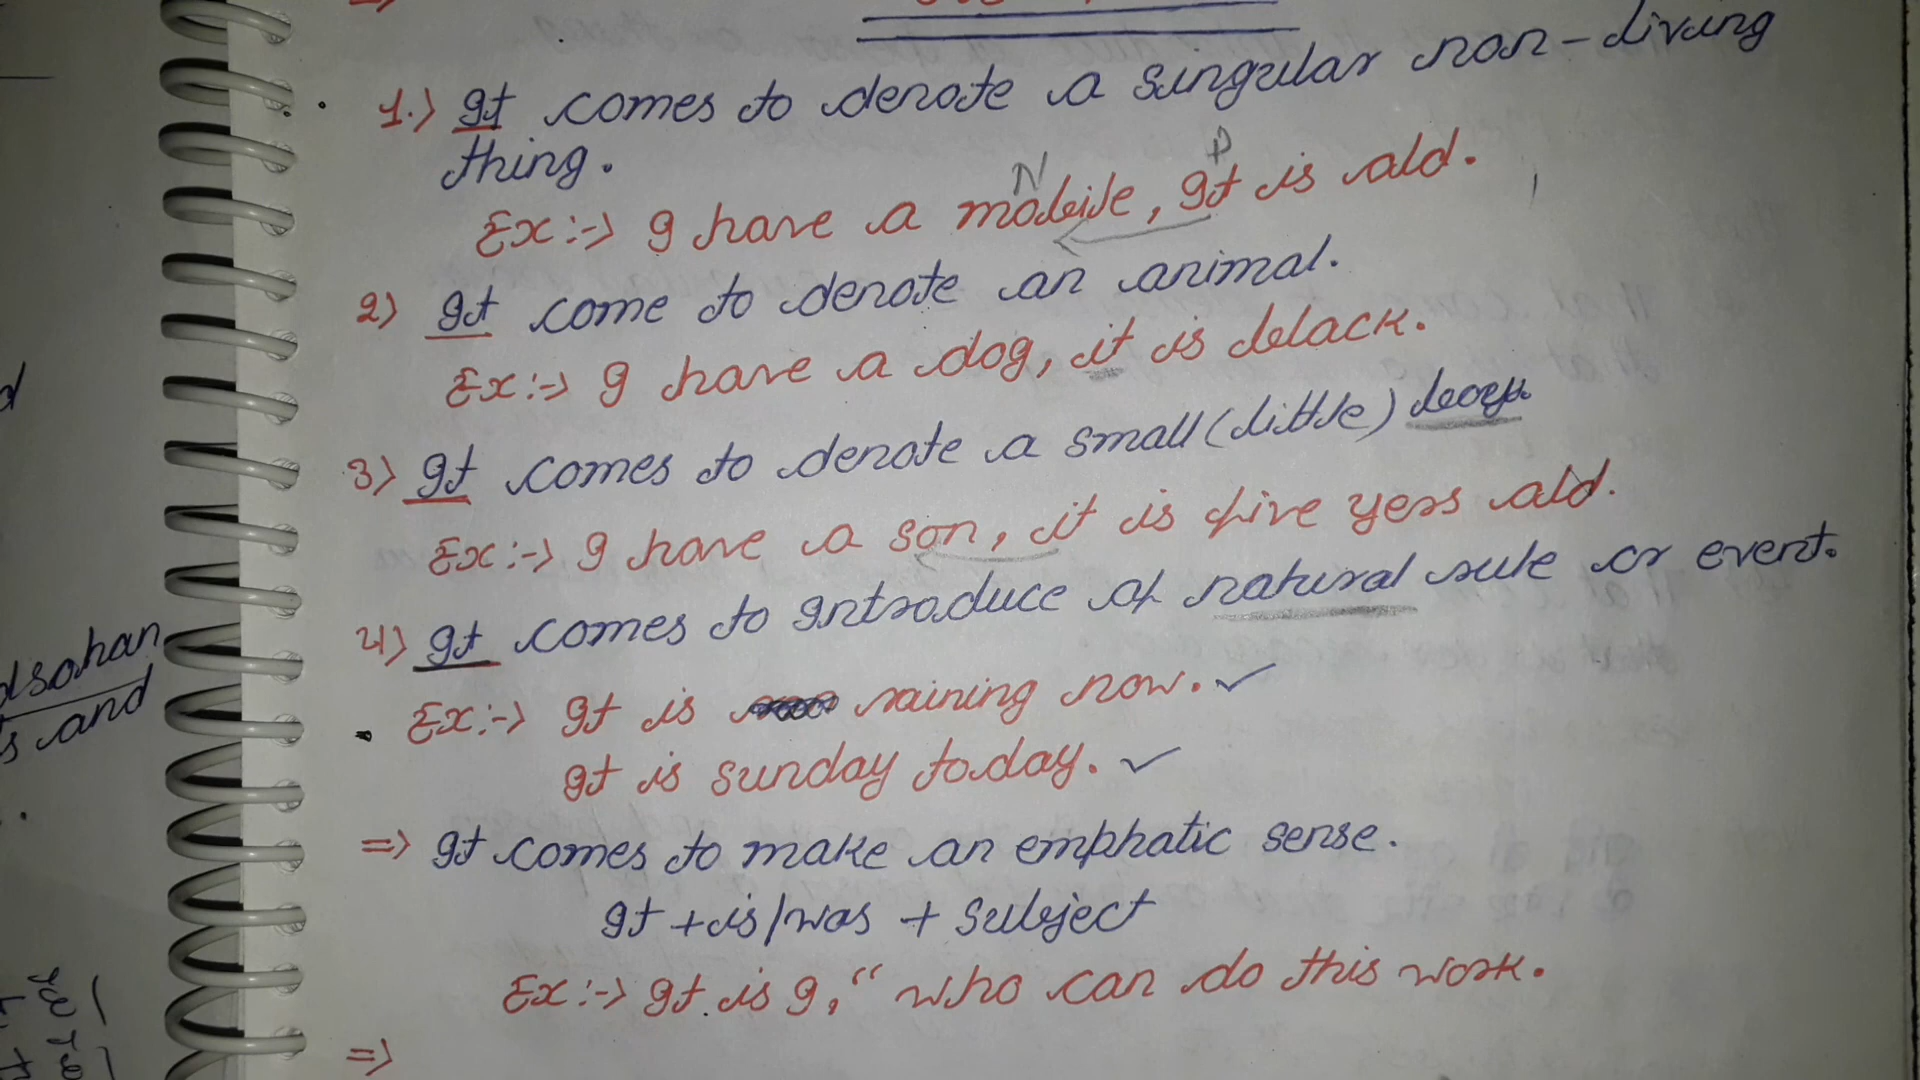 1.) It comes to denote a singular non-living
thing.
N P
Ex:-> I have a mobile, It is old.
2) It come to denote an animal.
Ex:-> I have a dog, it is black.
3) It comes to denote a small (little) boy.
Ex:-> I have a son, it is five yers old.
4) It comes to Introduce of natural rule or event.
Ex:-> It is raining now. ✓
It is sunday today. ✓
=> It comes to make an emphatic sense.
It + is/was + Subject
Ex:-> It is I, “ who can do this work.
=>
dsohan
s and